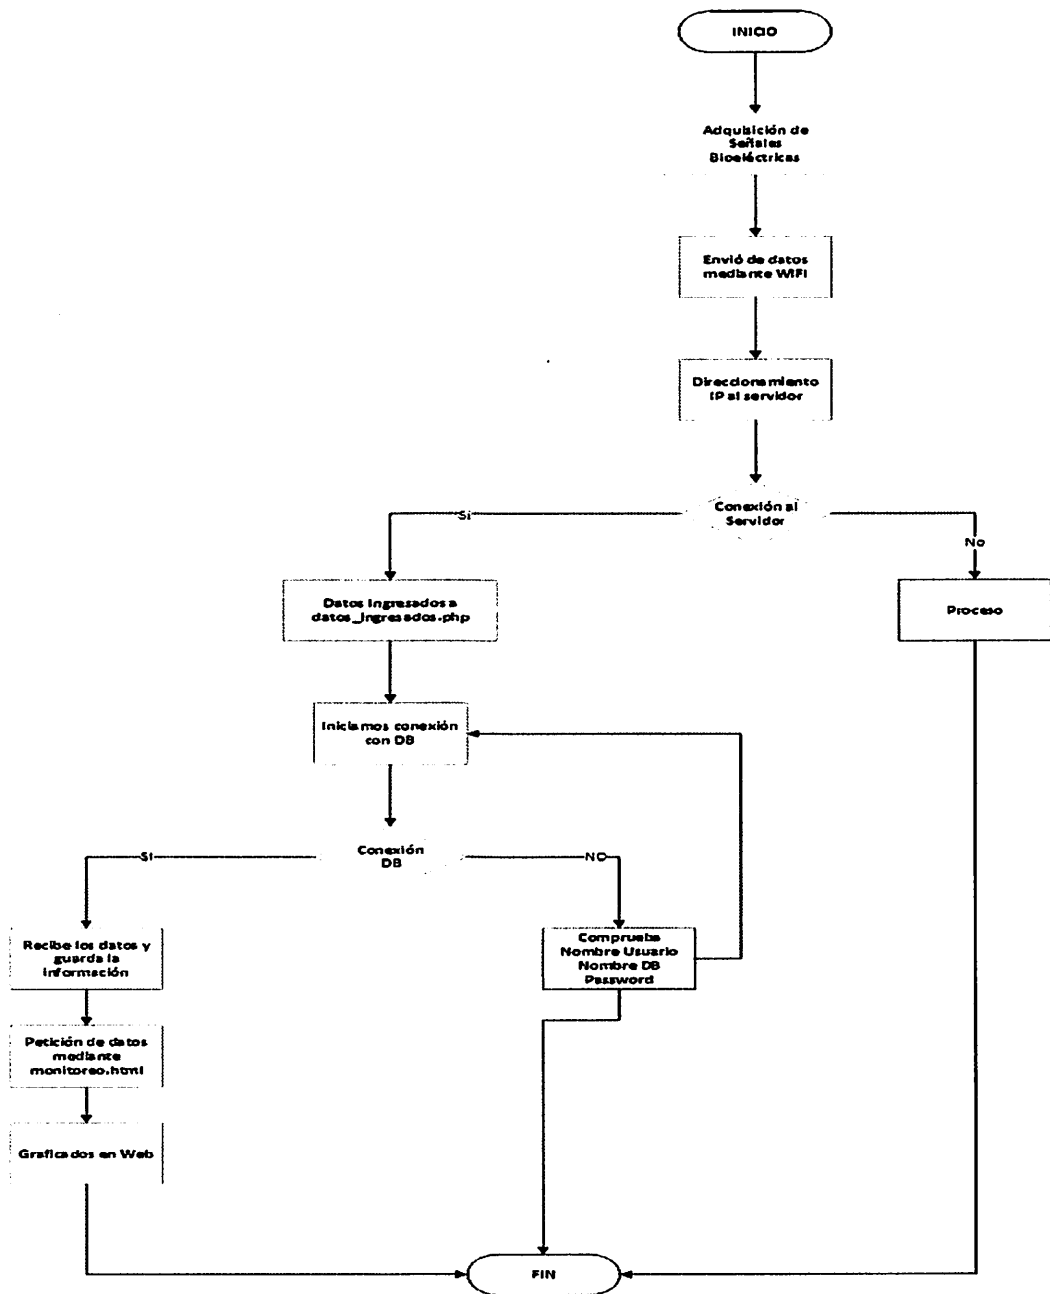 INICIO
Adquisición de
Señales
Bioeléctricas
Envió de datos
mediante WIFI
Direccionamiento
IP al servidor
Conexión al
Servidor
Si
No
Datos Ingresados a
datos_ingresados.php
Proceso
Iniciamos conexión
con DB
Conexión
DB
SI
NO
Recibe los datos y
guarda la
Información
Comprueba
Nombre Usuario
Nombre DB
Password
Petición de datos
mediante
monitoreo.html
Graficados en Web
FIN